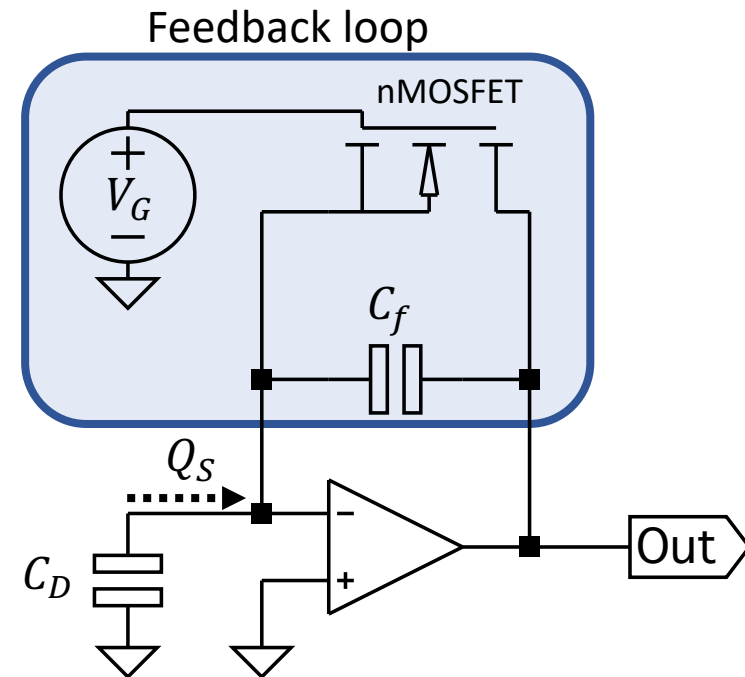 Feedback loop
nMOSFET
+
V_G
−
C_f
Q_S
−
+
C_D
Out